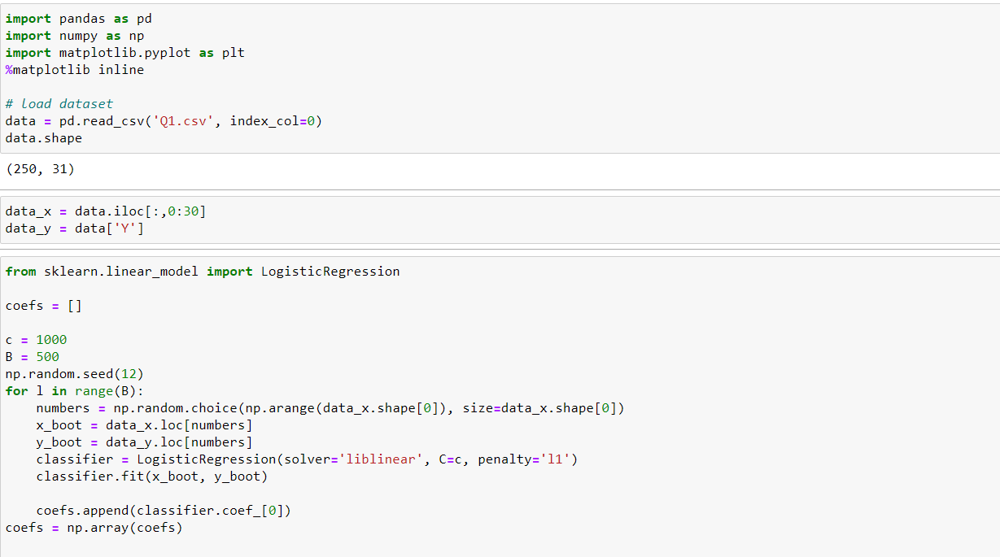 import pandas as pd
import numpy as np
import matplotlib.pyplot as plt
%matplotlib inline
# load dataset
data = pd.read_csv('Q1.csv', index_col=0)
data.shape
(250, 31)
data_x = data.iloc[:,0:30]
data_y = data['Y']
from sklearn.linear_model import LogisticRegression
coefs = []
c = 1000
B = 500
np.random.seed(12)
for l in range(B):
    numbers = np.random.choice(np.arange(data_x.shape[0]), size=data_x.shape[0])
    x_boot = data_x.loc[numbers]
    y_boot = data_y.loc[numbers]
    classifier = LogisticRegression(solver='liblinear', C=c, penalty='l1')
    classifier.fit(x_boot, y_boot)
    coefs.append(classifier.coef_[0])
coefs = np.array(coefs)